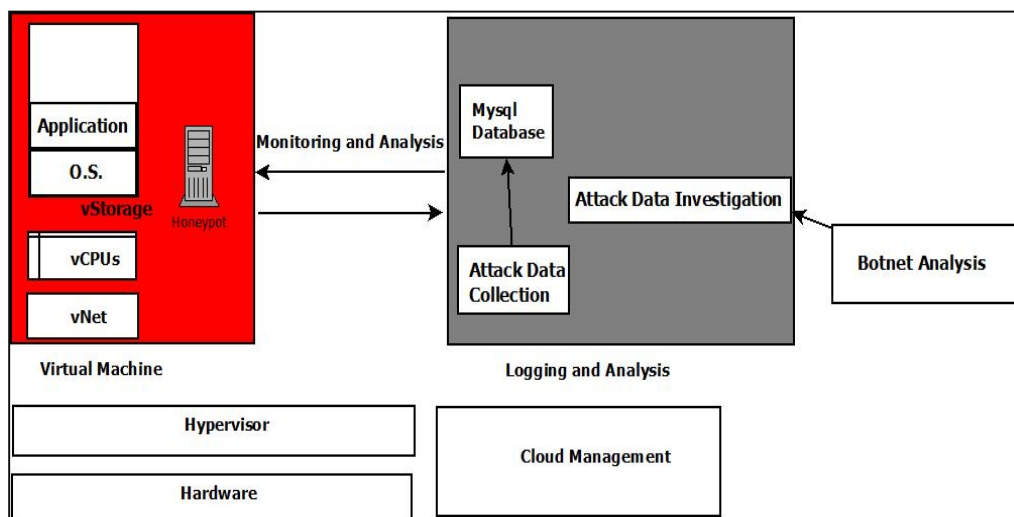 Application
O.S.
vStorage
Honeypot
vCPUs
vNet
Virtual Machine
Monitoring and Analysis
Mysql
Database
Attack Data Investigation
Attack Data
Collection
Logging and Analysis
Botnet Analysis
Hypervisor
Hardware
Cloud Management